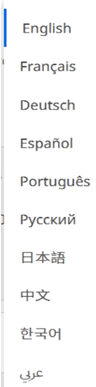 English
Français
Deutsch
Español
Português
Русский
日本語
中文
한국어
عربي